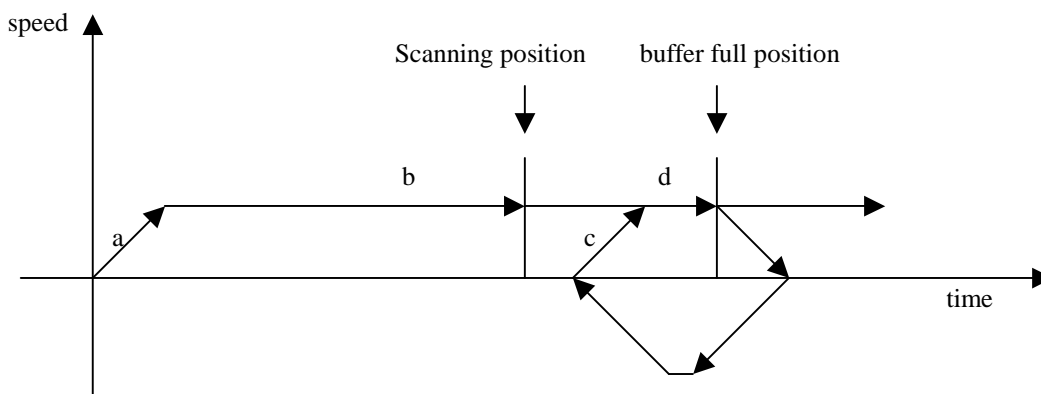 speed
Scanning position
buffer full position
b
d
a
c
time